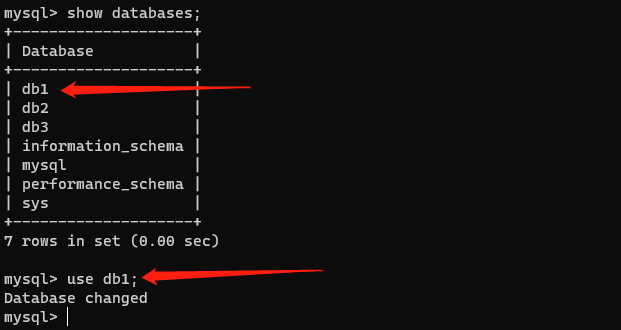 mysql> show databases;
+--------------------+
| Database           |
+--------------------+
| db1                |
| db2                |
| db3                |
| information_schema |
| mysql              |
| performance_schema |
| sys                |
+--------------------+
7 rows in set (0.00 sec)
mysql> use db1;
Database changed
mysql>